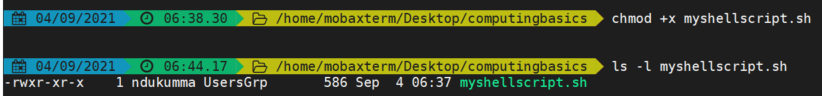 04/09/2021 06:38.30 /home/mobaxterm/Desktop/computingbasics chmod +x myshellscript.sh
04/09/2021 06:44.17 /home/mobaxterm/Desktop/computingbasics ls -l myshellscript.sh
-rwxr-xr-x 1 ndukumma UsersGrp 586 Sep 4 06:37 myshellscript.sh